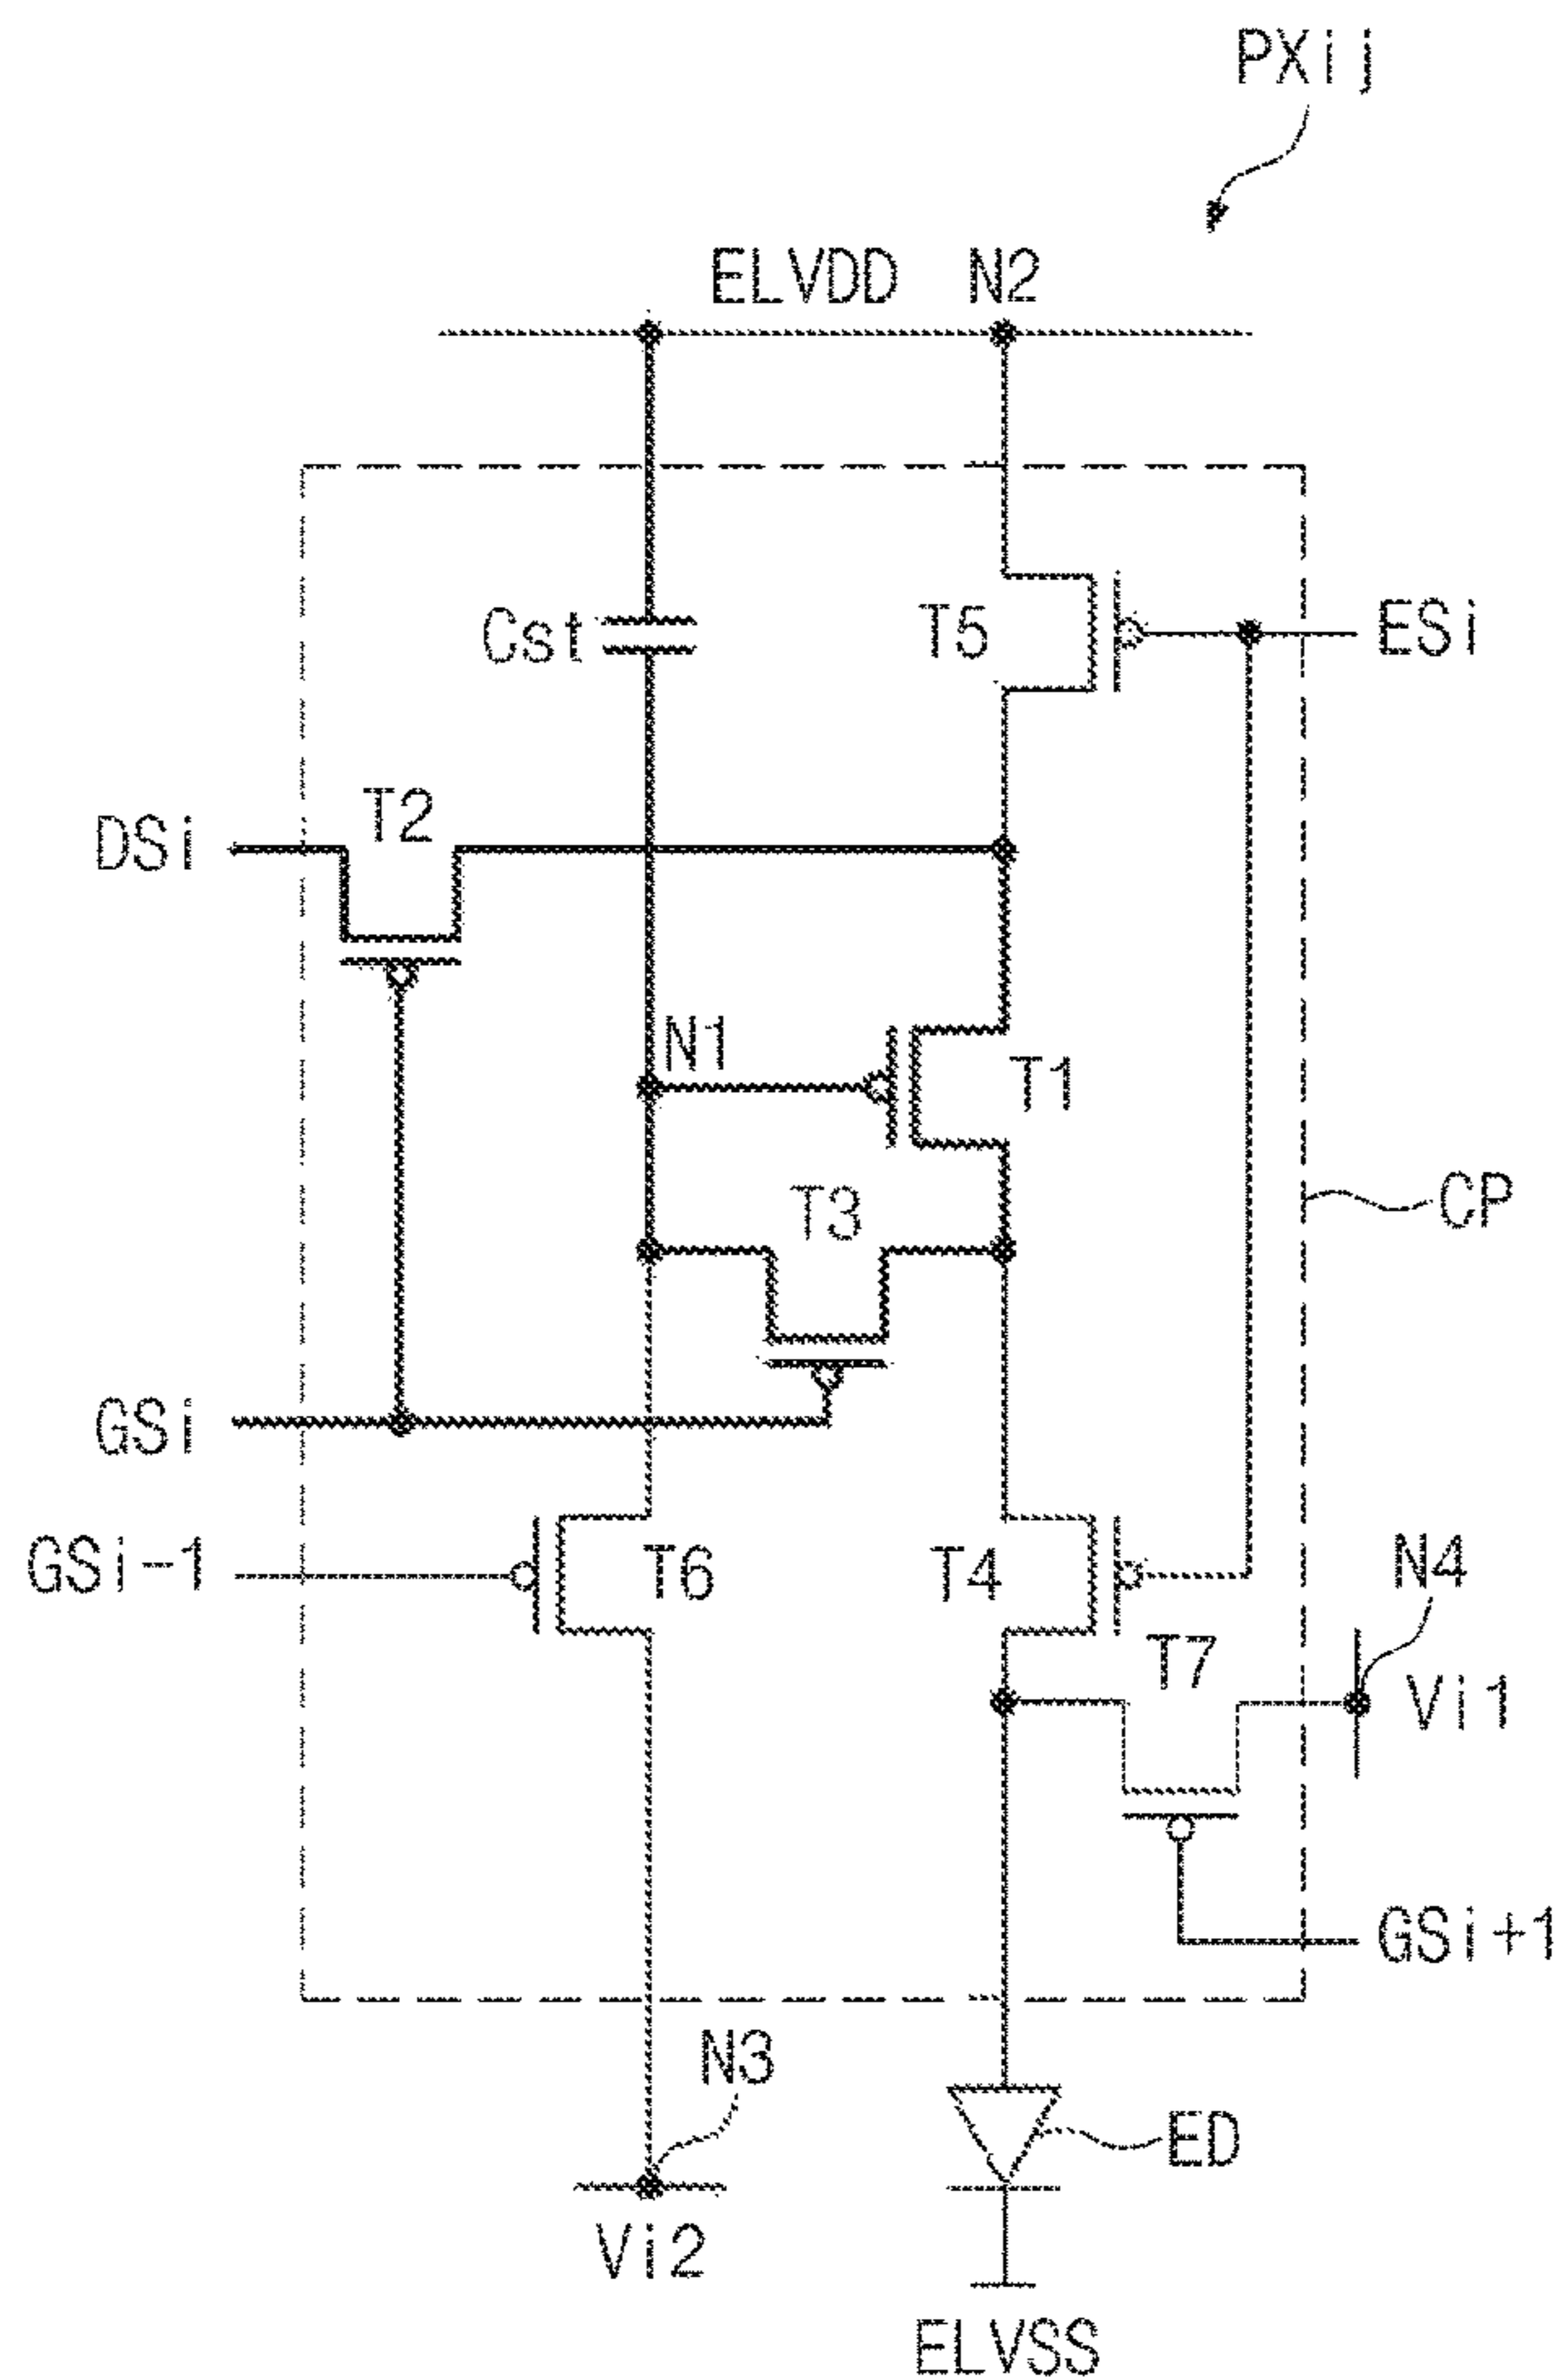 PXij
ELVDD N2
Cst
T5
ESi
DSi
T2
N1
T1
T3
CP
GSi
GSi-1
T6
T4
N4
T7
Vi1
GSi+1
N3
ED
Vi2
ELVSS